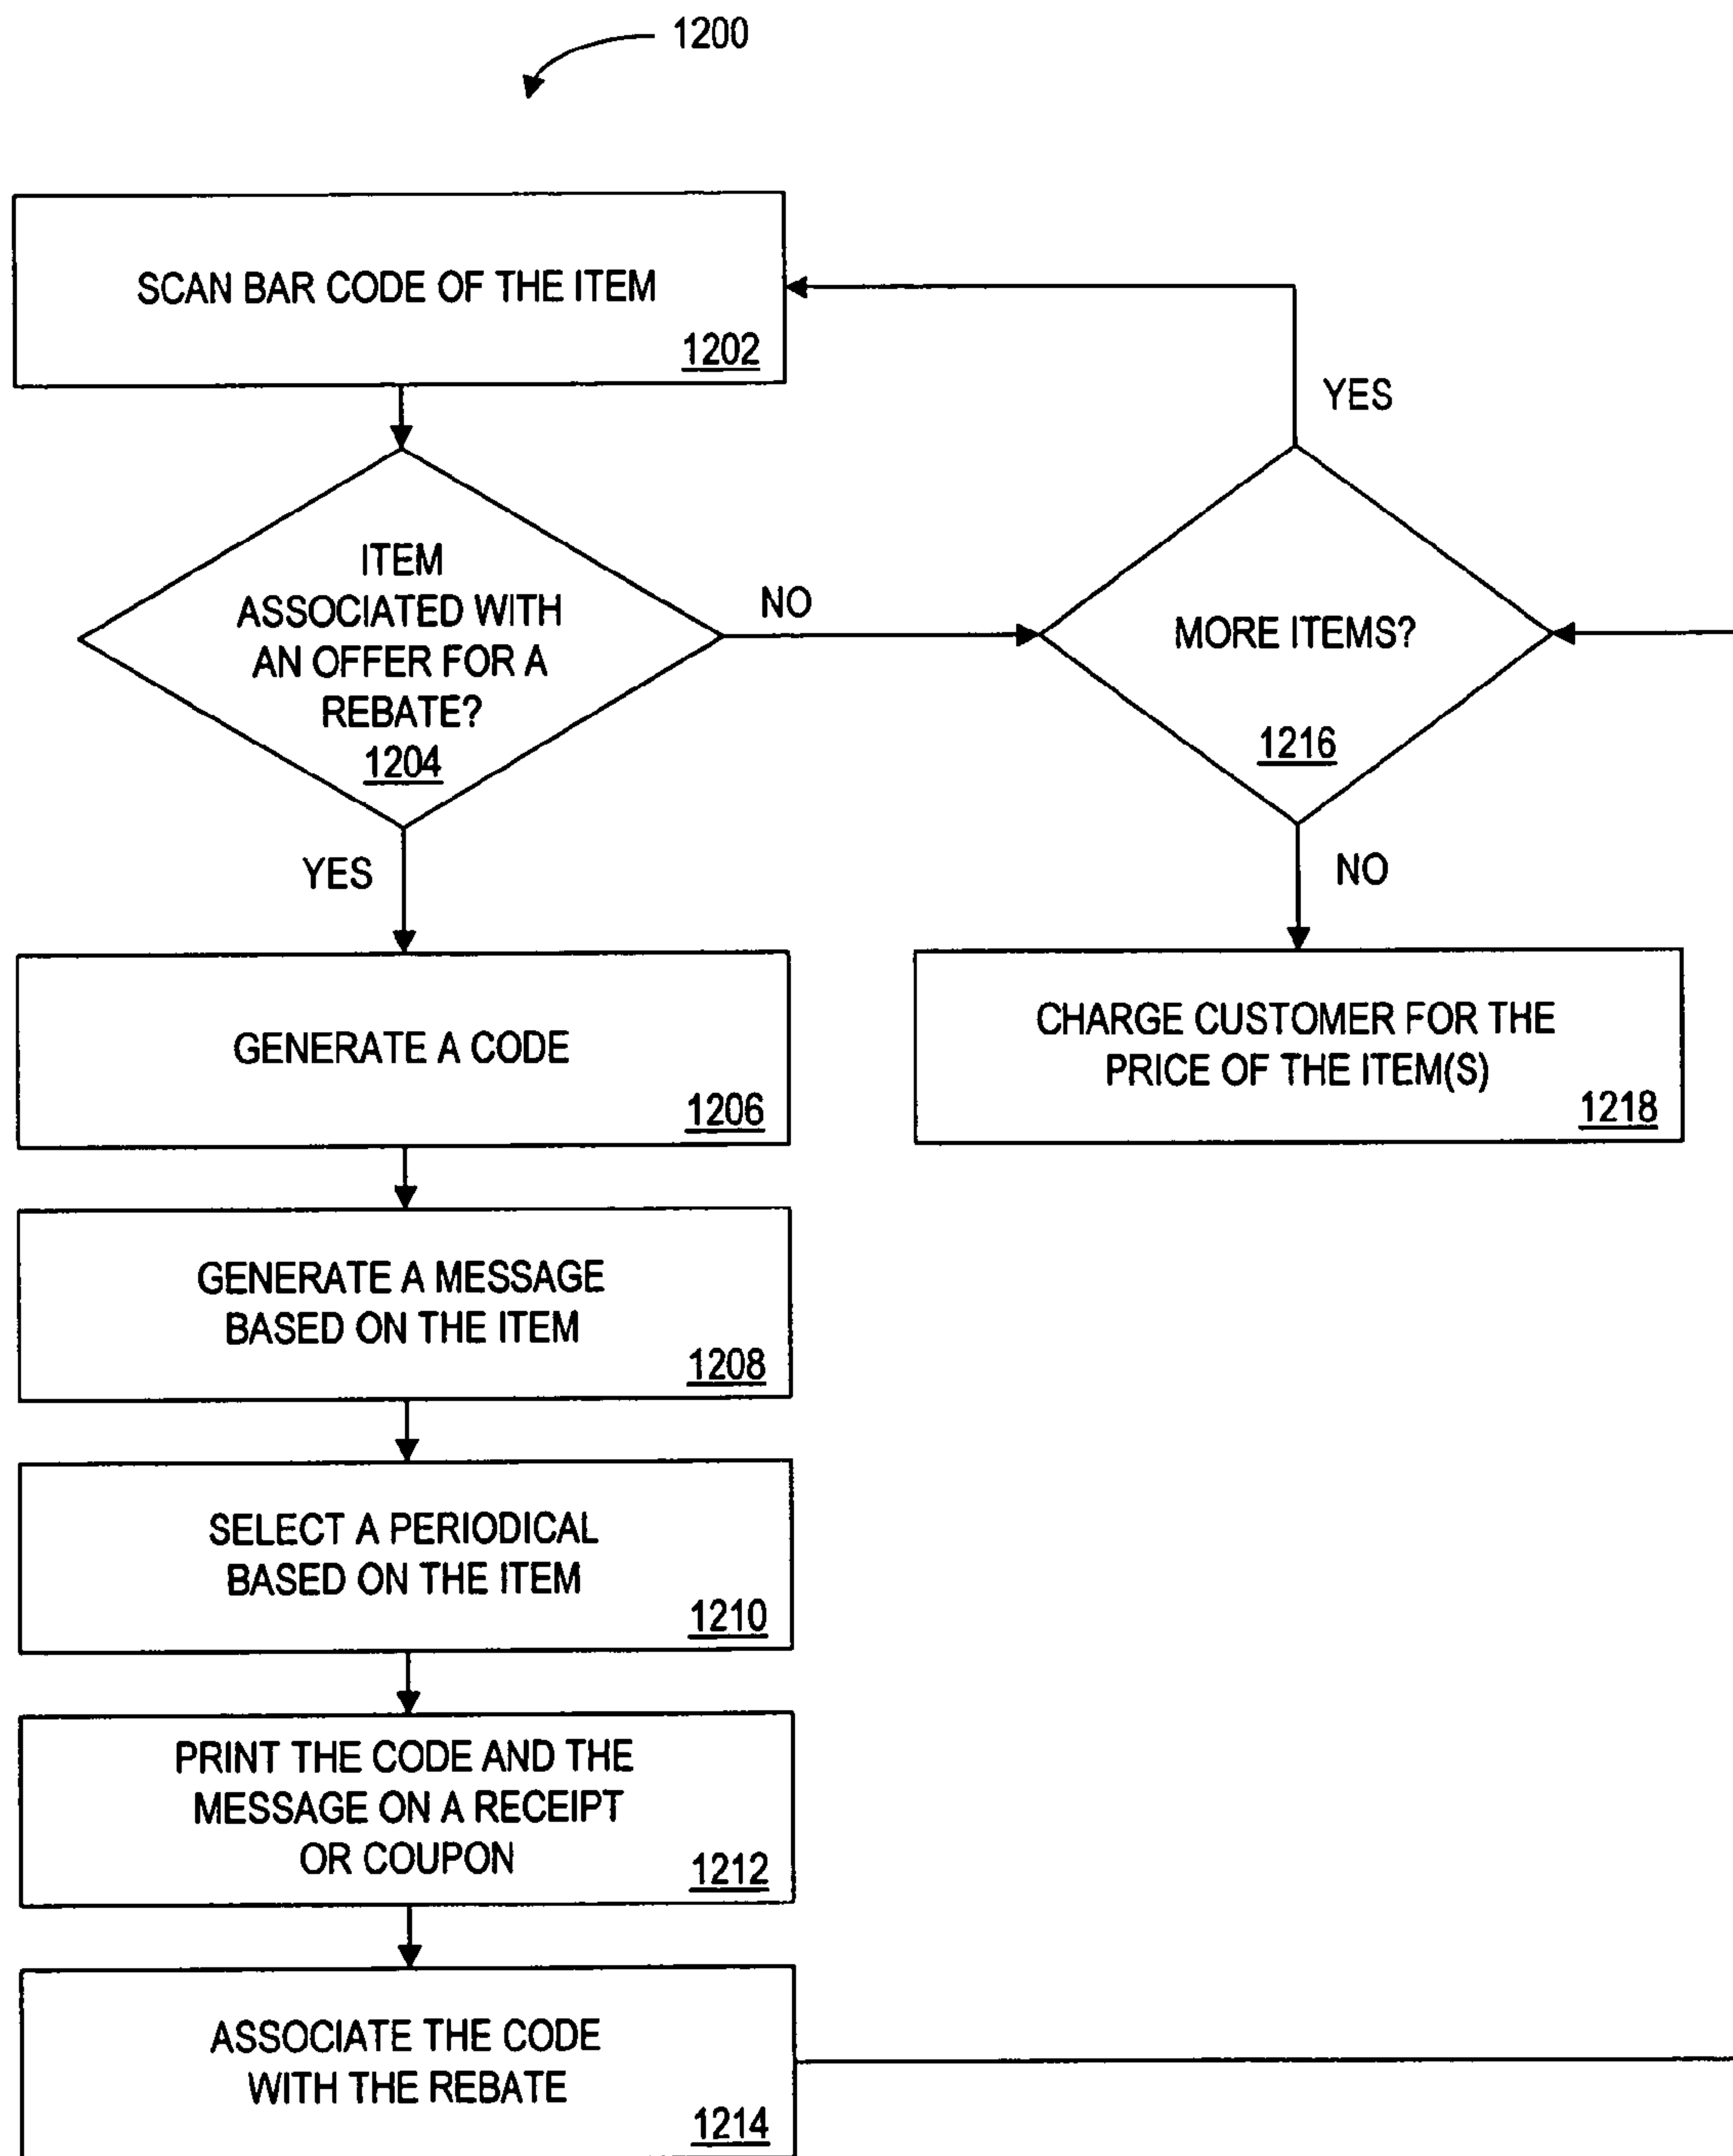 1200
SCAN BAR CODE OF THE ITEM
1202
YES
ITEM
ASSOCIATED WITH
AN OFFER FOR A
REBATE?
1204
NO
MORE ITEMS?
1216
YES
NO
GENERATE A CODE
1206
CHARGE CUSTOMER FOR THE
PRICE OF THE ITEM(S)
1218
GENERATE A MESSAGE
BASED ON THE ITEM
1208
SELECT A PERIODICAL
BASED ON THE ITEM
1210
PRINT THE CODE AND THE
MESSAGE ON A RECEIPT
OR COUPON
1212
ASSOCIATE THE CODE
WITH THE REBATE
1214